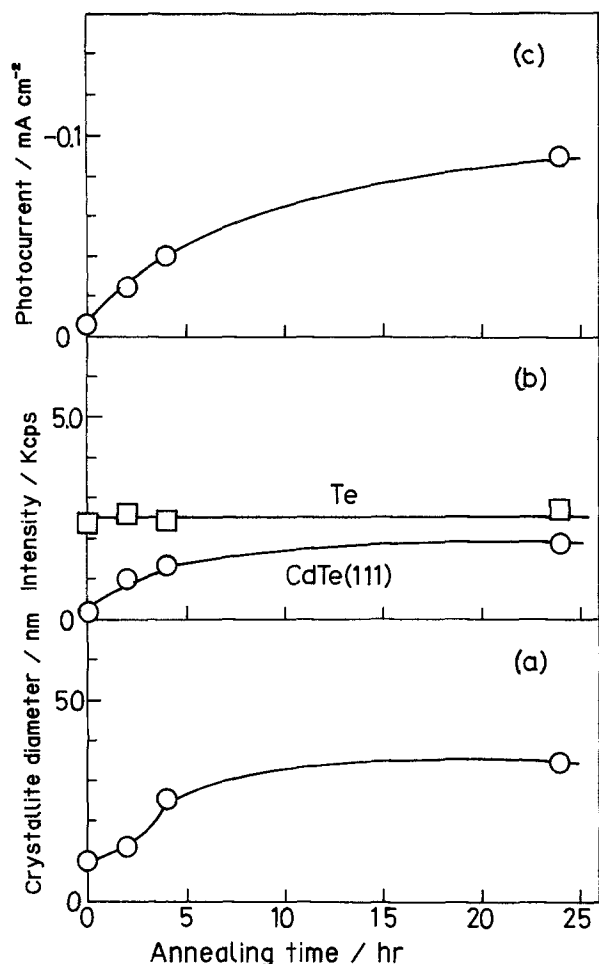 (c)
Photocurrent / mA cm⁻²
-0.1
0
(b)
Intensity / Kcps
5.0
Te
CdTe(111)
0
(a)
Crystallite diameter / nm
50
0
0 5 10 15 20 25
Annealing time / hr